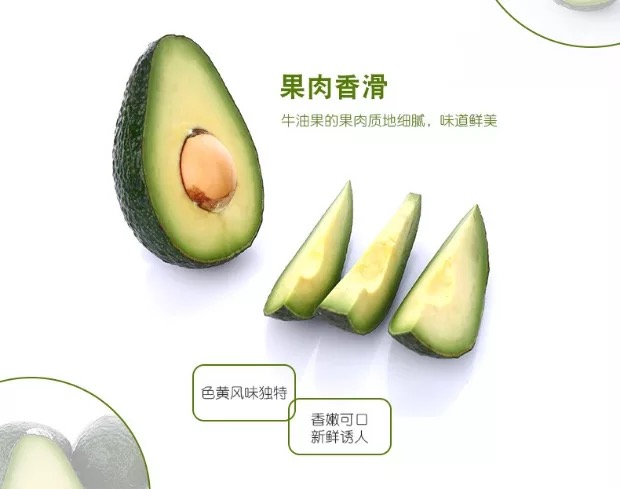 果肉香滑
牛油果的果肉质地细腻，味道鲜美
色黄风味独特
香嫩可口
新鲜诱人